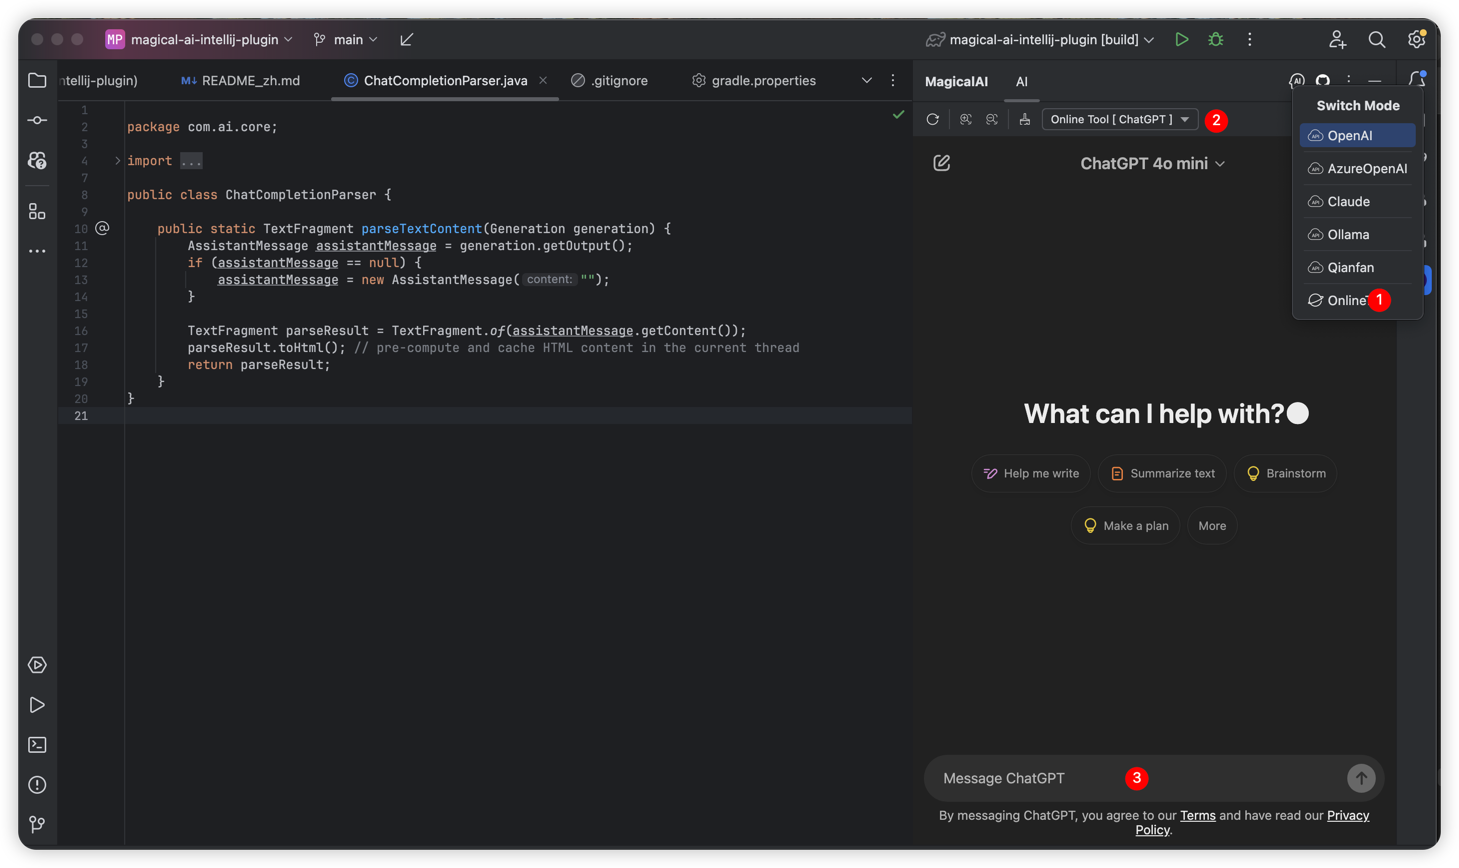 MP magical-ai-intellij-plugin main
magical-ai-intellij-plugin [build]
ntellij-plugin) M↓ README_zh.md © ChatCompletionParser.java × .gitignore gradle.properties
1
2 package com.ai.core;
3
4 import ...
7
8 public class ChatCompletionParser {
9
10 @ public static TextFragment parseTextContent(Generation generation) {
11 AssistantMessage assistantMessage = generation.getOutput();
12 if (assistantMessage == null) {
13 assistantMessage = new AssistantMessage( content: "");
14 }
15
16 TextFragment parseResult = TextFragment.of(assistantMessage.getContent());
17 parseResult.toHtml(); // pre-compute and cache HTML content in the current thread
18 return parseResult;
19 }
20 }
21
MagicalAI AI
Online Tool [ ChatGPT ] 2
ChatGPT 4o mini
Switch Mode
API OpenAI
API AzureOpenAI
API Claude
API Ollama
API Qianfan
Online 1
What can I help with?
Help me write Summarize text Brainstorm
Make a plan More
Message ChatGPT 3
By messaging ChatGPT, you agree to our Terms and have read our Privacy
Policy.